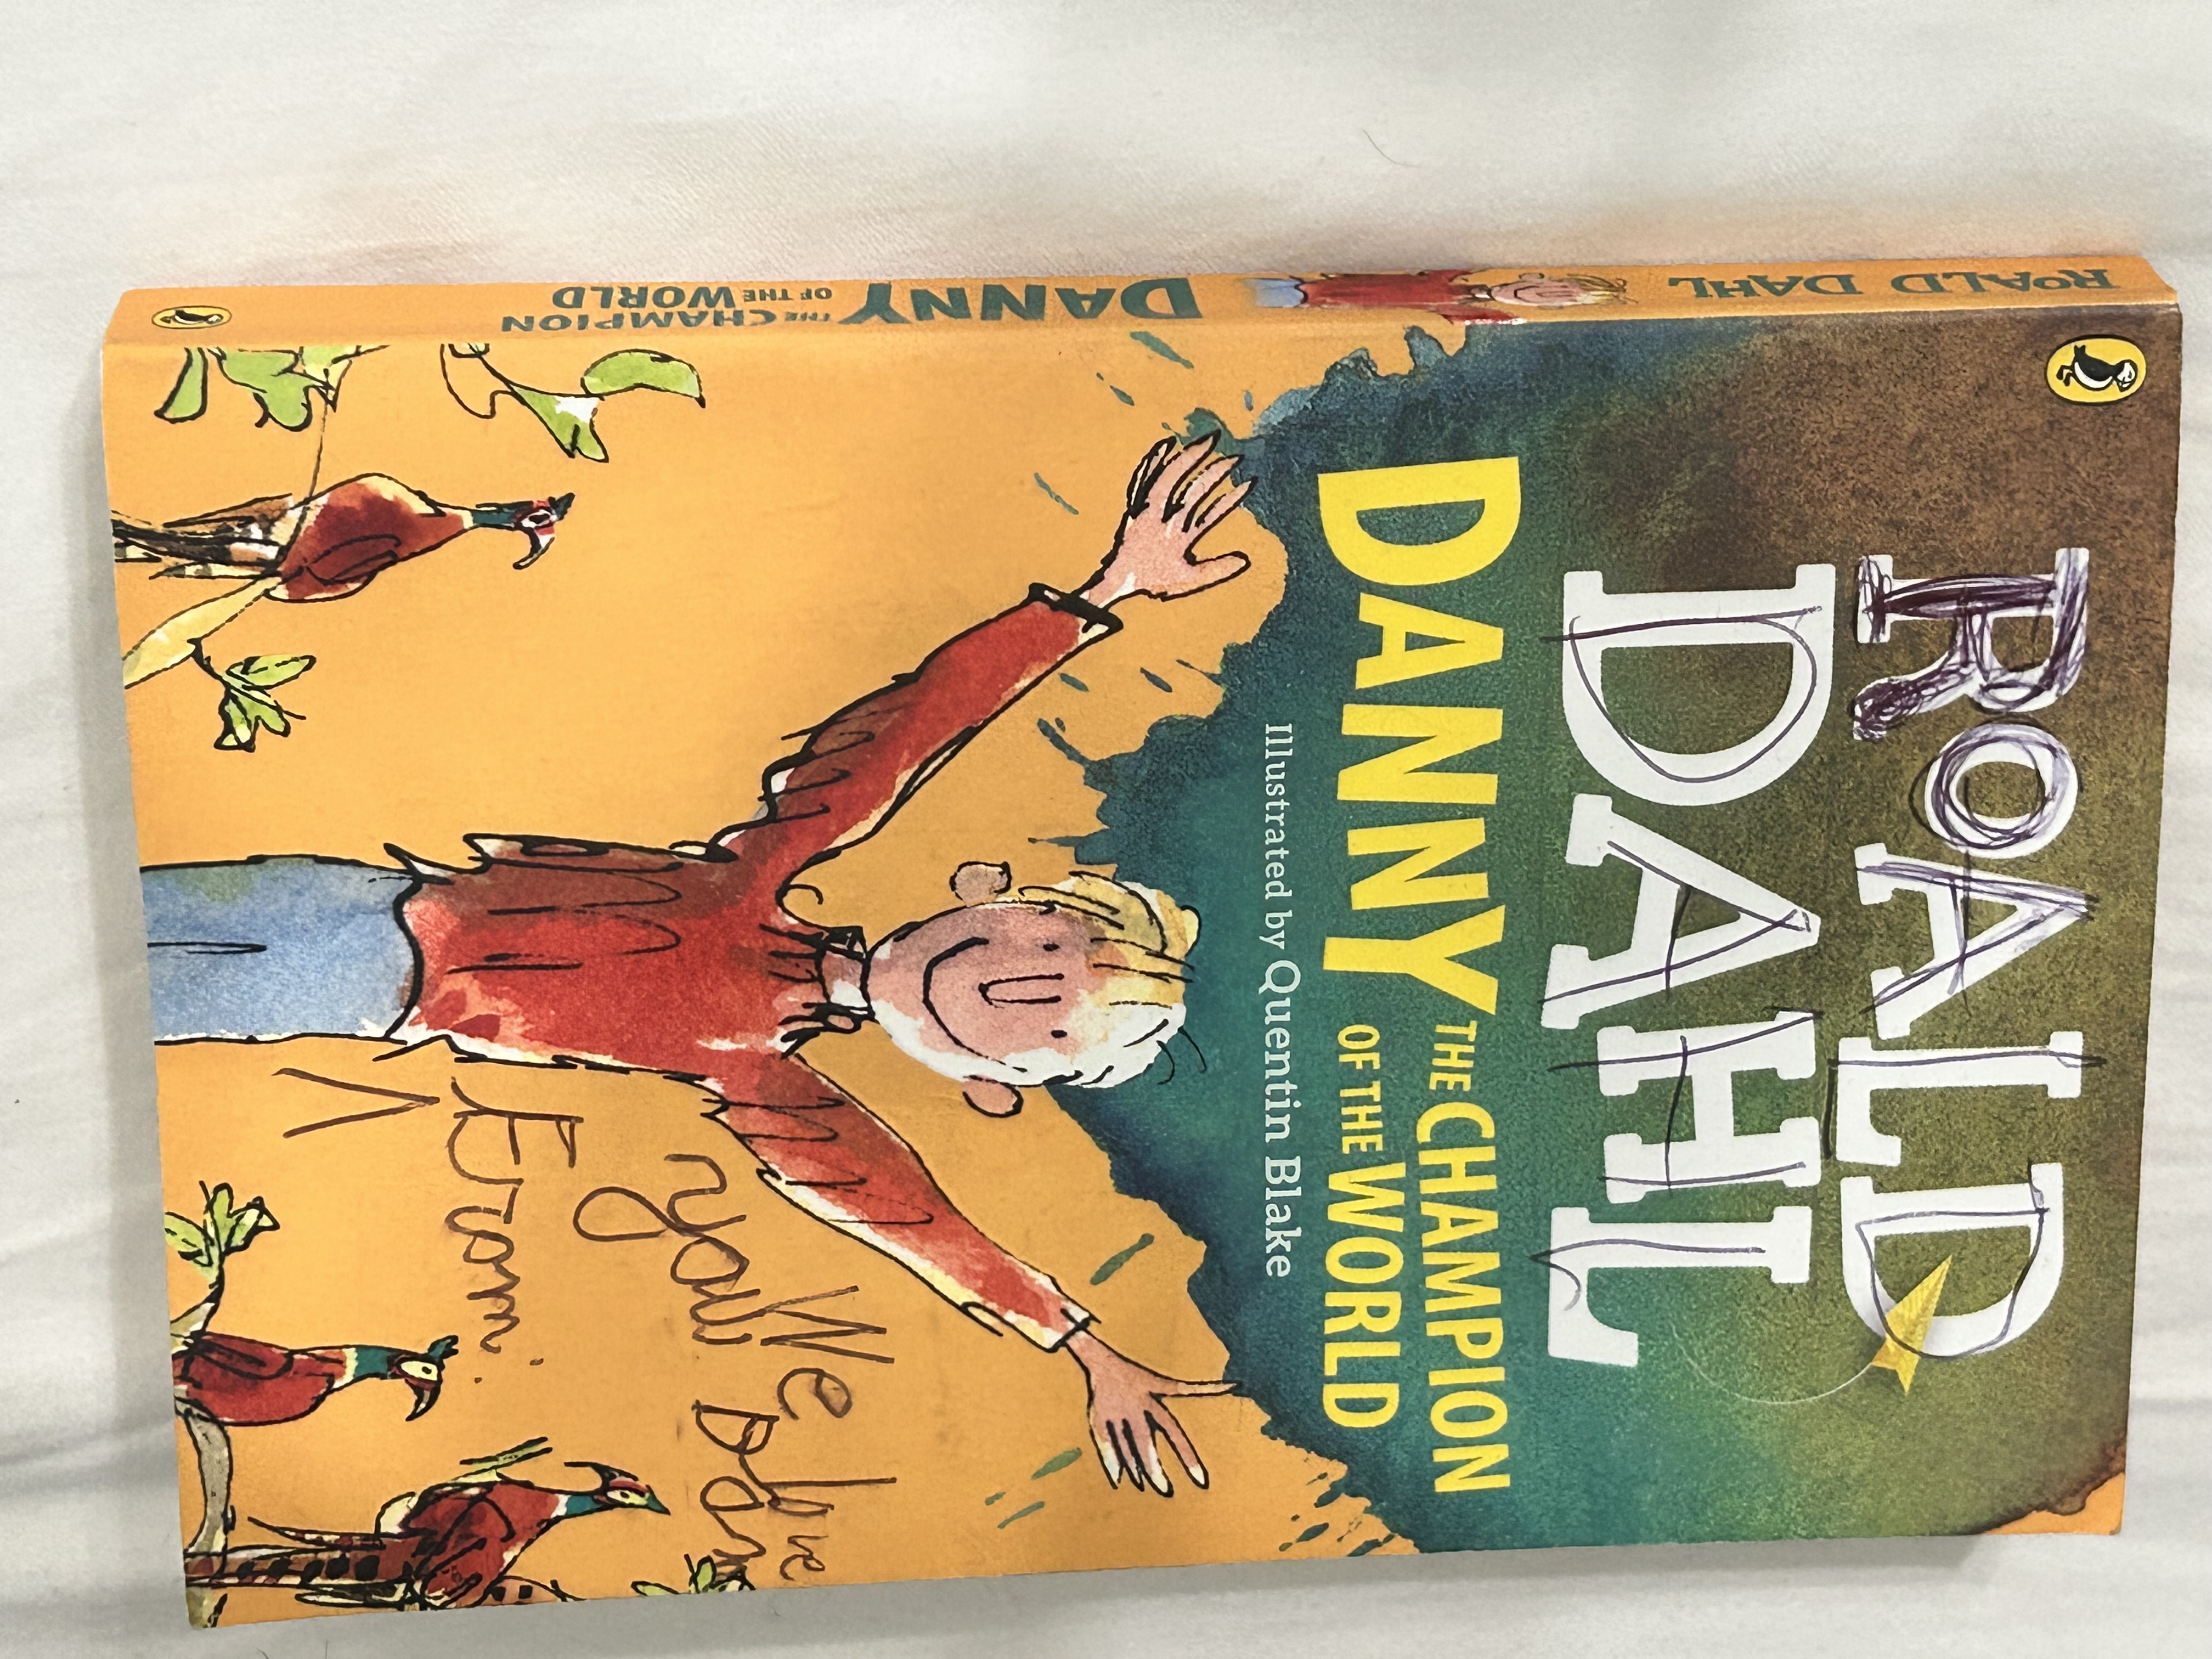 ROALD
DAHL
DANNY THE CHAMPION
OF THE WORLD
Illustrated by Quentin Blake
We love
you Dan
From:
ROALD DAHL DANNY THE CHAMPION
OF THE WORLD